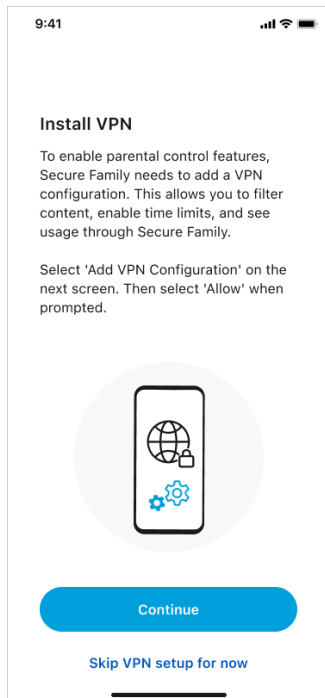 9:41
Install VPN
To enable parental control features,
Secure Family needs to add a VPN
configuration. This allows you to filter
content, enable time limits, and see
usage through Secure Family.
Select 'Add VPN Configuration' on the
next screen. Then select 'Allow' when
prompted.
Continue
Skip VPN setup for now